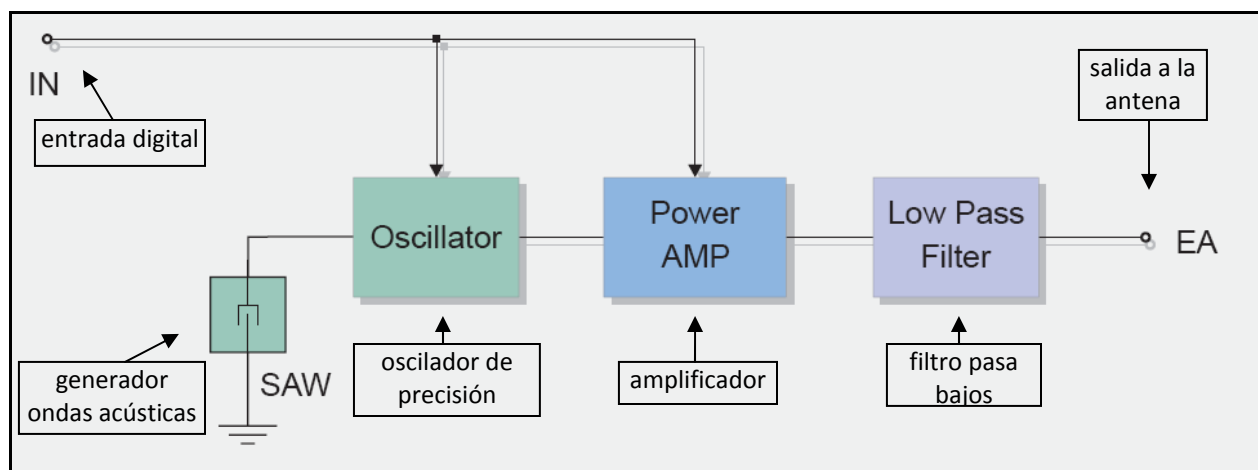 IN
entrada digital
salida a la
antena
Oscillator
Power
AMP
Low Pass
Filter
EA
SAW
generador
ondas acústicas
oscilador de
precisión
amplificador
filtro pasa
bajos